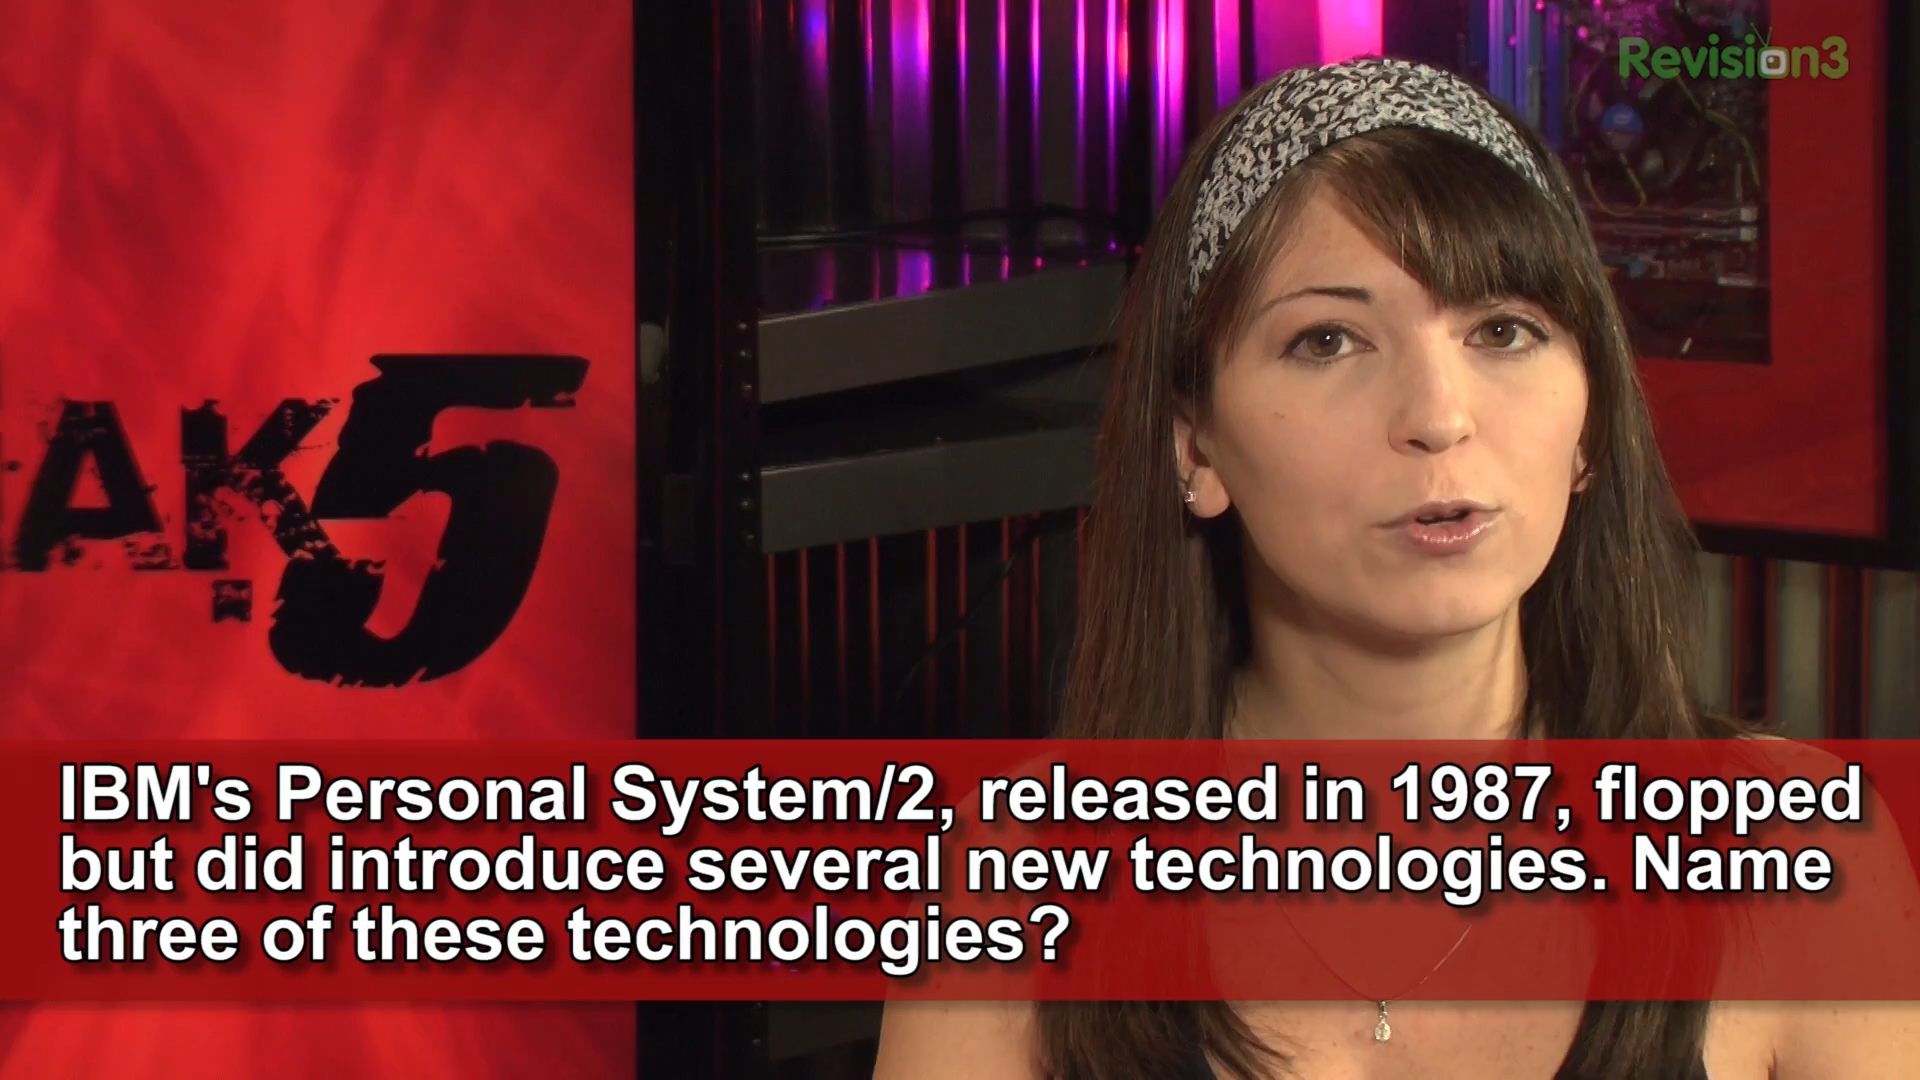 Revision3
AK5
IBM's Personal System/2, released in 1987, flopped
but did introduce several new technologies. Name
three of these technologies?